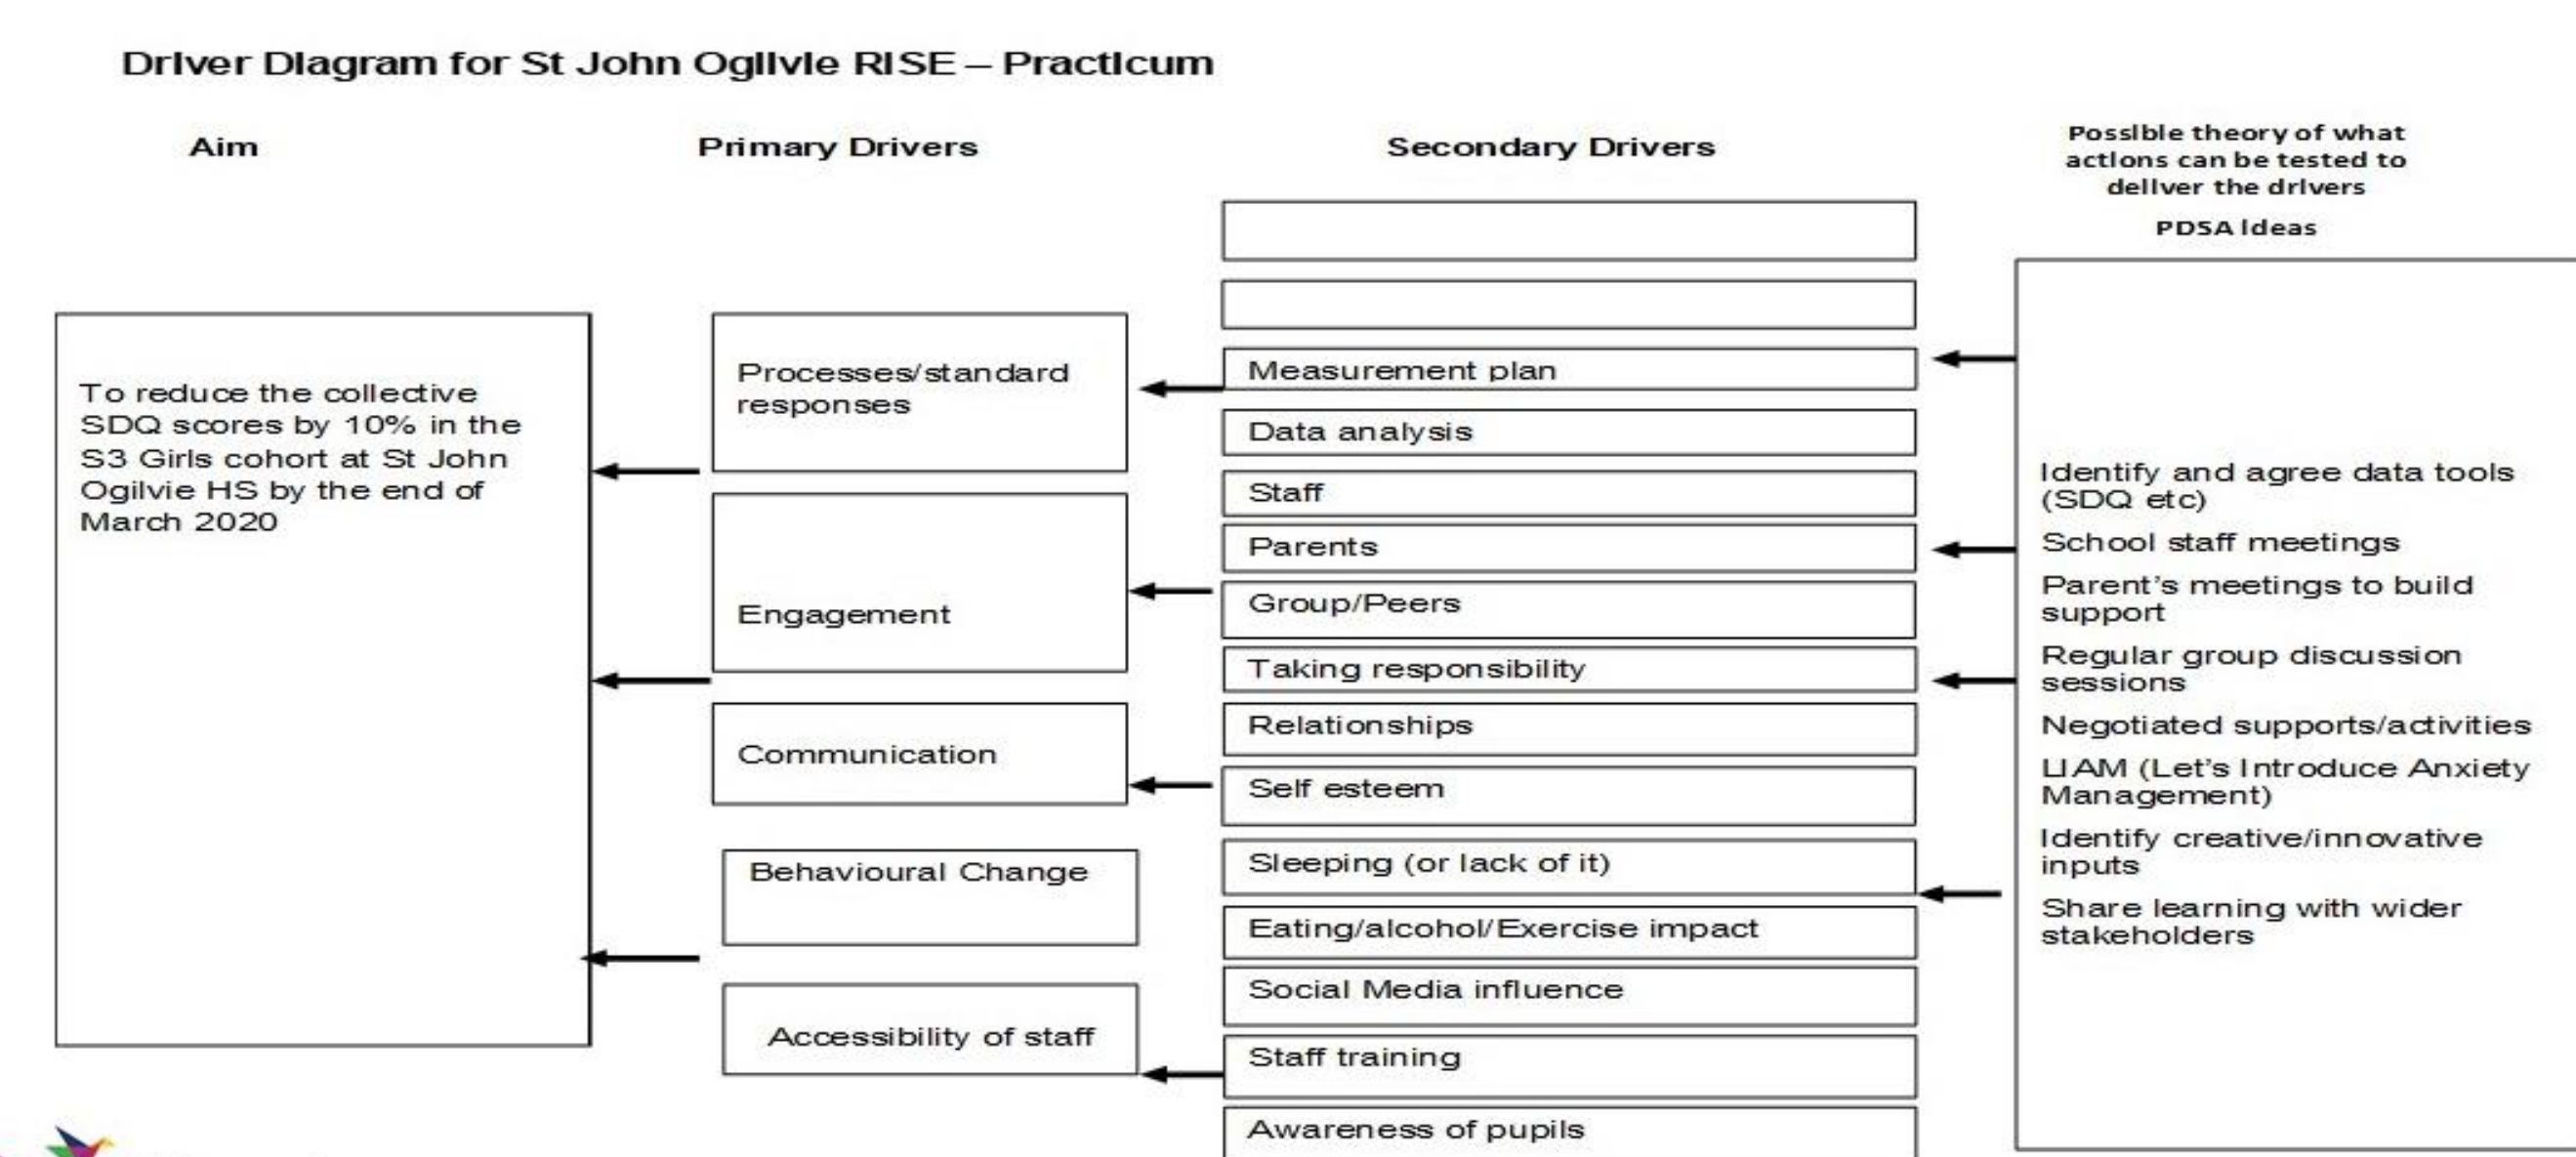 Driver Diagram for St John Ogilvie RISE – Practicum
Aim
Primary Drivers
Secondary Drivers
Possible theory of what
actions can be tested to
deliver the drivers
PDSA Ideas
To reduce the collective
SDQ scores by 10% in the
S3 Girls cohort at St John
Ogilvie HS by the end of
March 2020
Processes/standard
responses
Engagement
Communication
Behavioural Change
Accessibility of staff
Measurement plan
Data analysis
Staff
Parents
Group/Peers
Taking responsibility
Relationships
Self esteem
Sleeping (or lack of it)
Eating/alcohol/Exercise impact
Social Media influence
Staff training
Awareness of pupils
Identify and agree data tools
(SDQ etc)
School staff meetings
Parent’s meetings to build
support
Regular group discussion
sessions
Negotiated supports/activities
LIAM (Let’s Introduce Anxiety
Management)
Identify creative/innovative
inputs
Share learning with wider
stakeholders